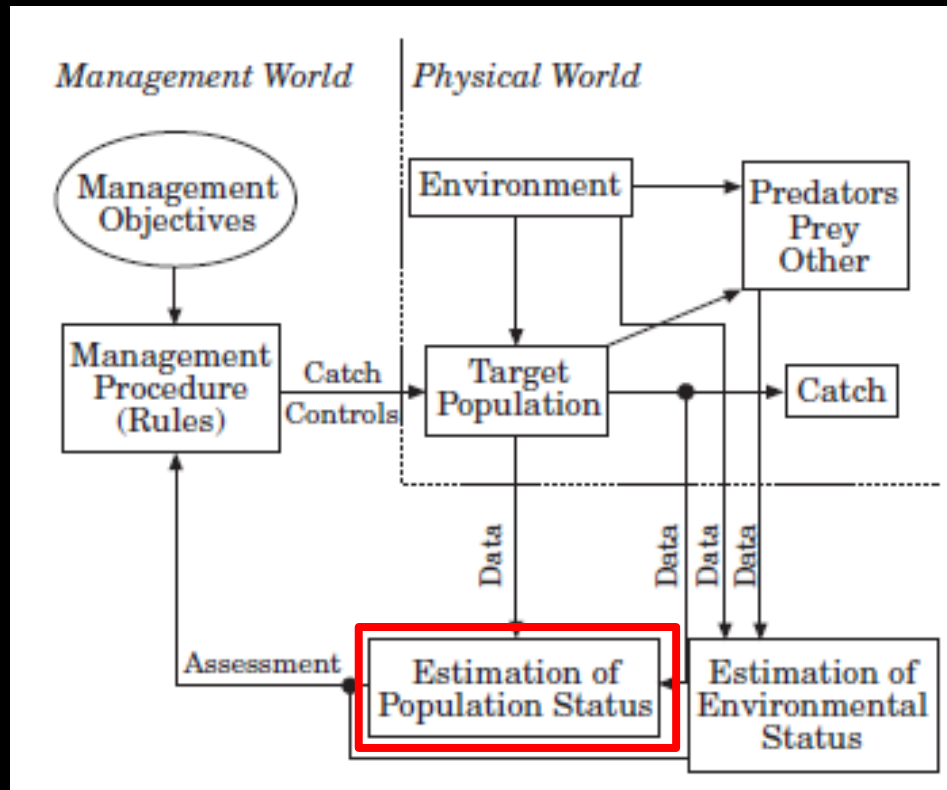 Management World
Physical World
Management
Objectives
Environment
Predators
Prey
Other
Management
Procedure
(Rules)
Catch
Controls
Target
Population
Catch
Data
Data
Data
Data
Assessment
Estimation of
Population Status
Estimation of
Environmental
Status